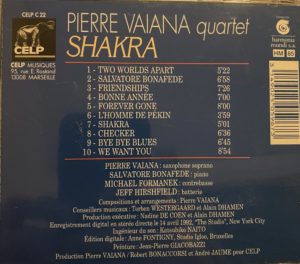 CELP C 22
CELP
CELP MUSIQUES
95, rue E. Rostand
13008 MARSEILLE
PIERRE VAIANA quartet
SHAKRA
harmonia
mundi s.a.
HM 83
1 - TWO WORLDS APART 5'22
2 - SALVATORE BONAFEDE 6'58
3 - FRIENDSHIPS 7'26
4 - BONNE ANNÉE 7'00
5 - FOREVER GONE 8'00
6 - L'HOMME DE PÉKIN 3'59
7 - SHAKRA 5'01
8 - CHECKER 6'36
9 - BYE BYE BLUES 6'45
10 - WE WANT YOU 8'54
PIERRE VAIANA: saxophone soprano
SALVATORE BONAFEDE: piano
MICHAEL FORMANEK: contrebasse
JEFF HIRSHFIELD: batterie
Compositions et arrangements: Pierre VAIANA
Conseillers musicaux: Torben WESTERGAARD et Alain DHAMEN
Production exécutive: Nadine DE COEN et Alain DHAMEN
Enregistrement digital en stéréo direct le 14 avril 1992, "The Studio", New York City
Ingénieur du son: Katsuhiko NAITO
Edition digitale: Anne FONTIGNY, Studio Igloo, Bruxelles
Peinture: Jean-Pierre GIACOBAZZI
Production Pierre VAIANA / Robert BONACCORSI et André JAUME pour CELP